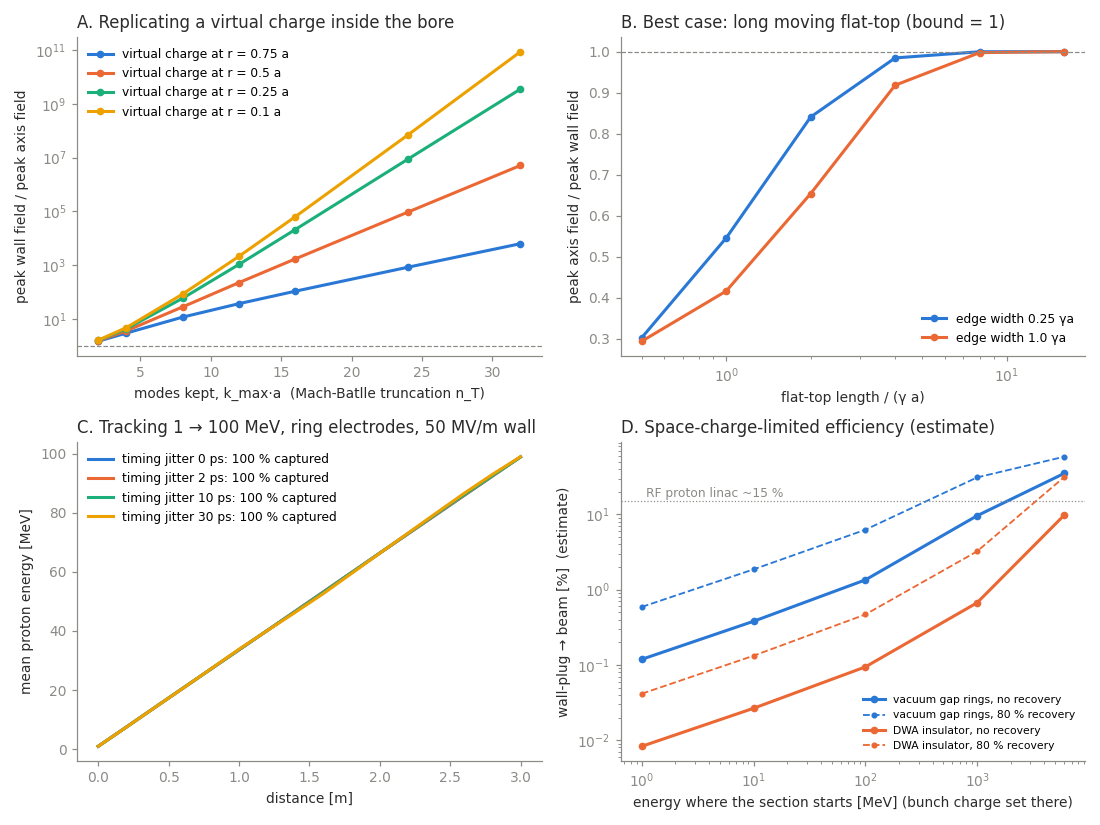 A. Replicating a virtual charge inside the bore
peak wall field / peak axis field
10^11
10^9
10^7
10^5
10^3
10^1
virtual charge at r = 0.75 a
virtual charge at r = 0.5 a
virtual charge at r = 0.25 a
virtual charge at r = 0.1 a
5 10 15 20 25 30
modes kept, k_max·a (Mach-Batlle truncation n_T)
B. Best case: long moving flat-top (bound = 1)
peak axis field / peak wall field
1.0
0.9
0.8
0.7
0.6
0.5
0.4
0.3
edge width 0.25 γa
edge width 1.0 γa
10^0 10^1
flat-top length / (γ a)
C. Tracking 1 → 100 MeV, ring electrodes, 50 MV/m wall
mean proton energy [MeV]
100
80
60
40
20
0
timing jitter 0 ps: 100 % captured
timing jitter 2 ps: 100 % captured
timing jitter 10 ps: 100 % captured
timing jitter 30 ps: 100 % captured
0.0 0.5 1.0 1.5 2.0 2.5 3.0
distance [m]
D. Space-charge-limited efficiency (estimate)
wall-plug → beam [%] (estimate)
10^1
10^0
10^−1
10^−2
RF proton linac ~15 %
vacuum gap rings, no recovery
vacuum gap rings, 80 % recovery
DWA insulator, no recovery
DWA insulator, 80 % recovery
10^0 10^1 10^2 10^3
energy where the section starts [MeV] (bunch charge set there)